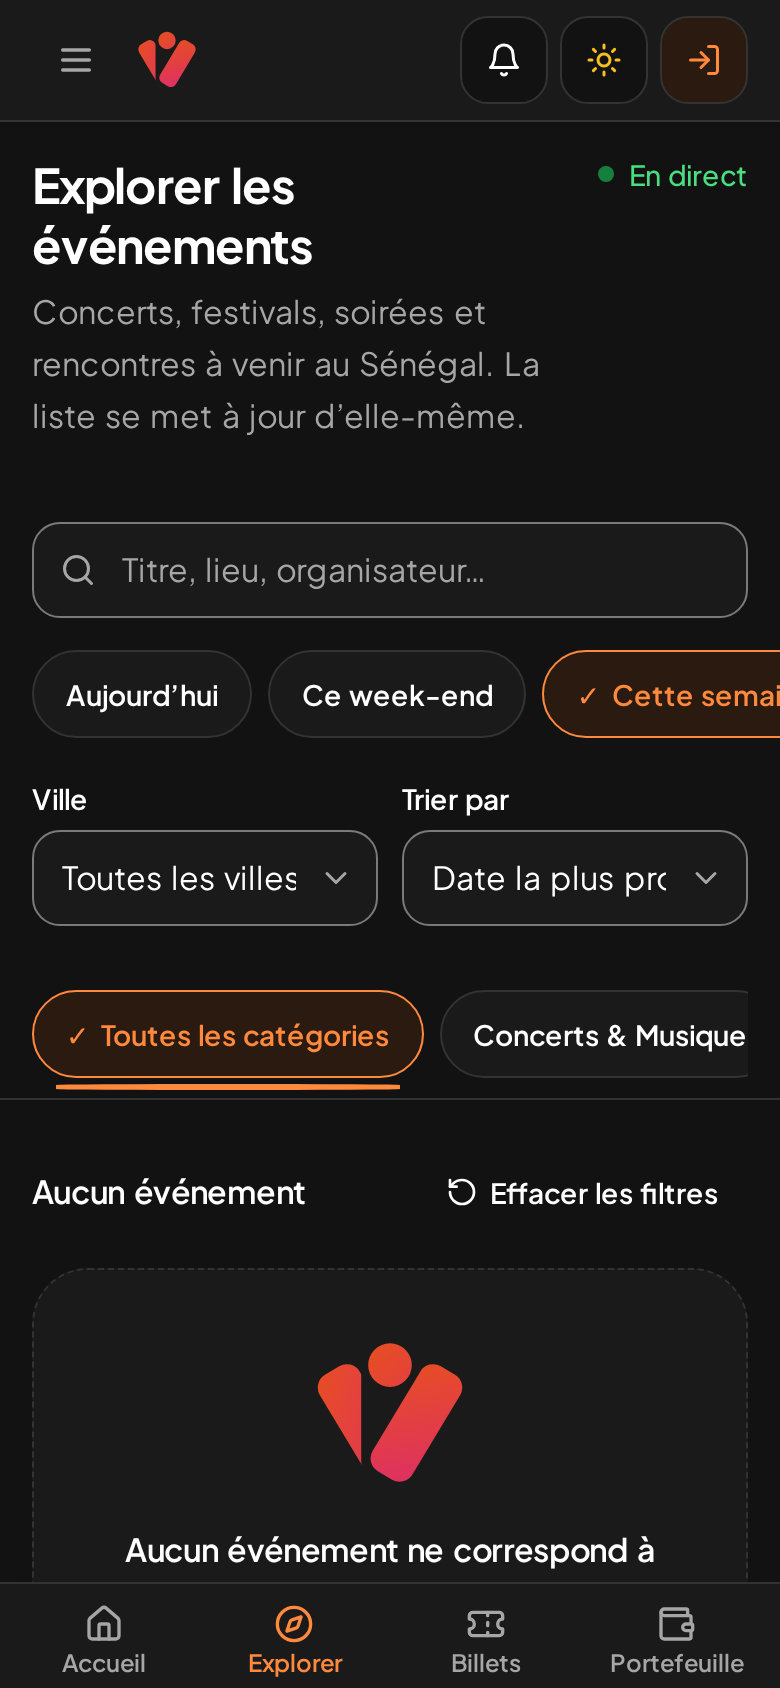 Explorer les
événements
En direct
Concerts, festivals, soirées et
rencontres à venir au Sénégal. La
liste se met à jour d’elle-même.
Titre, lieu, organisateur…
Aujourd’hui
Ce week-end
✓ Cette semai
Ville
Trier par
Toutes les villes
Date la plus pro
✓ Toutes les catégories
Concerts & Musique
Aucun événement
Effacer les filtres
Aucun événement ne correspond à
Accueil
Explorer
Billets
Portefeuille